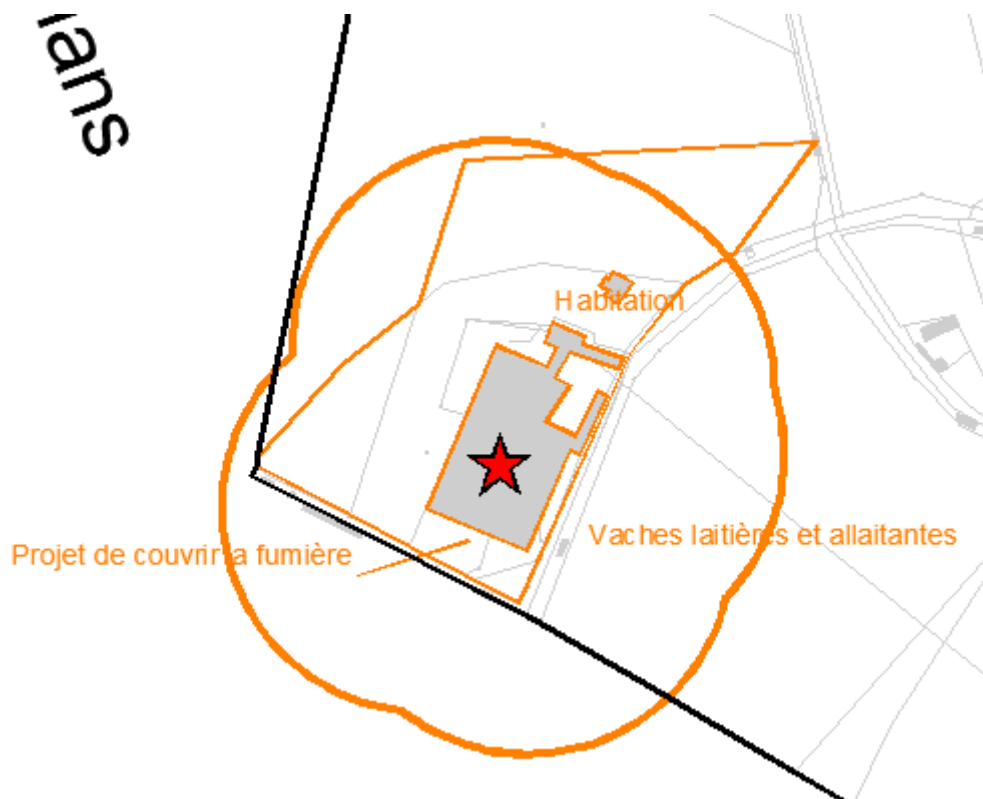 ans
Habitation
Vaches laitières et allaitantes
Projet de couvrir la fumière